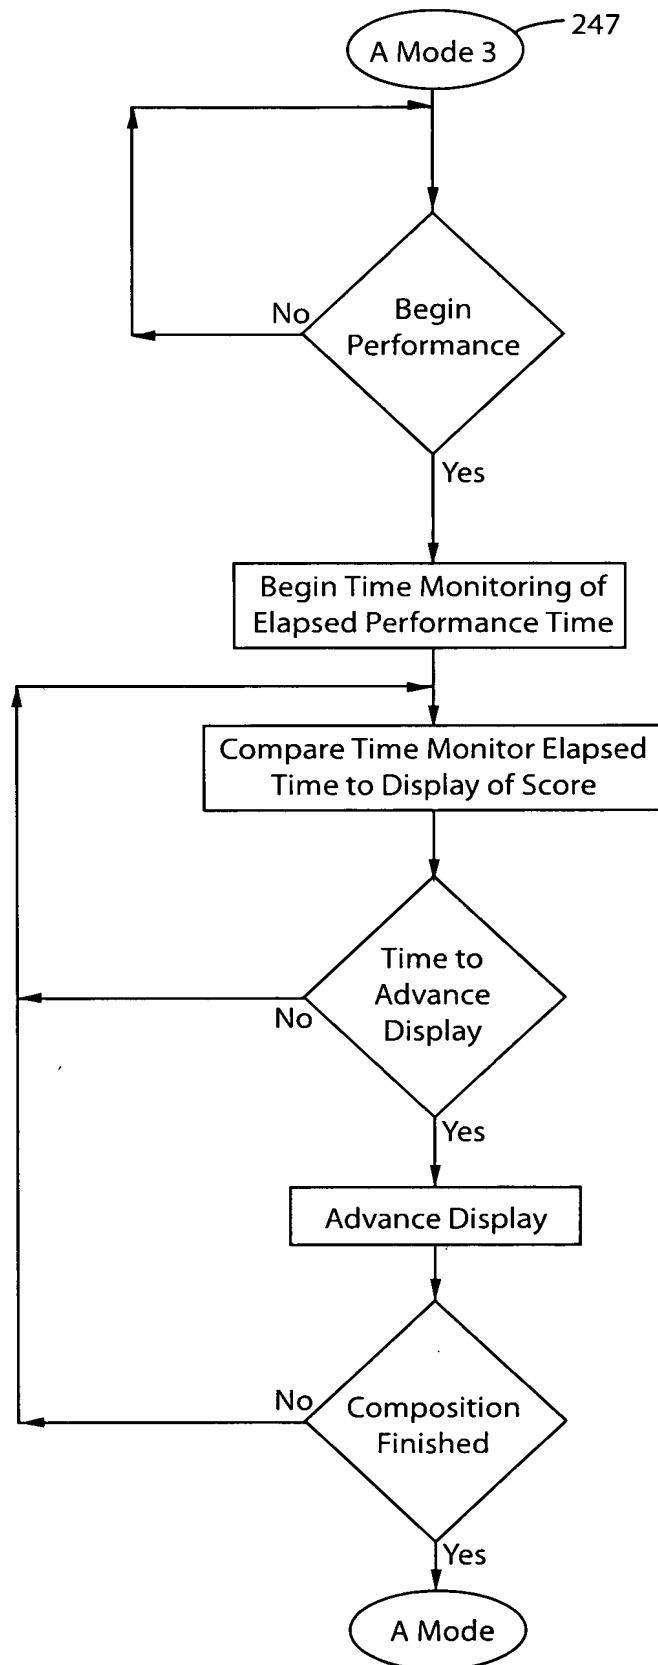 247
A Mode 3
Begin
Performance
No
Yes
Begin Time Monitoring of
Elapsed Performance Time
Compare Time Monitor Elapsed
Time to Display of Score
Time to
Advance
Display
No
Yes
Advance Display
No
Composition
Finished
Yes
A Mode